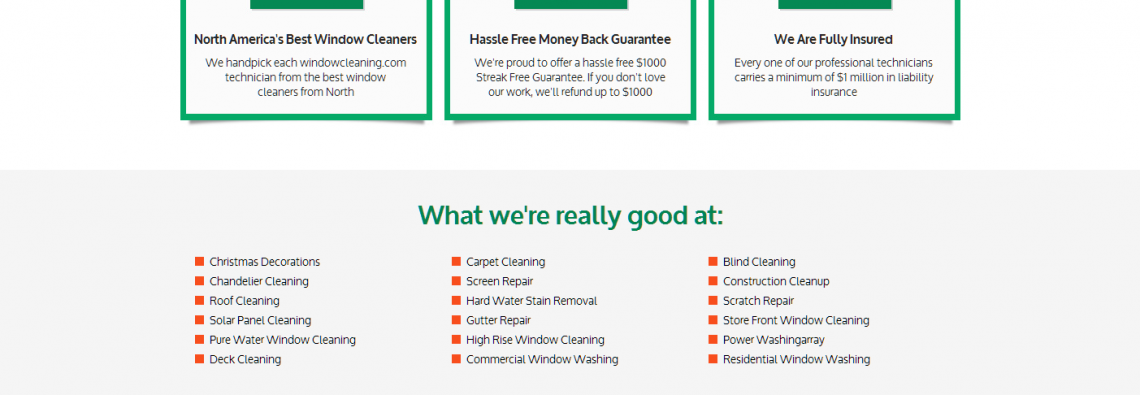 North America's Best Window Cleaners
We handpick each windowcleaning.com
technician from the best window
cleaners from North
Hassle Free Money Back Guarantee
We're proud to offer a hassle free $1000
Streak Free Guarantee. If you don't love
our work, we'll refund up to $1000
We Are Fully Insured
Every one of our professional technicians
carries a minimum of $1 million in liability
insurance
What we're really good at:
Christmas Decorations
Chandelier Cleaning
Roof Cleaning
Solar Panel Cleaning
Pure Water Window Cleaning
Deck Cleaning
Carpet Cleaning
Screen Repair
Hard Water Stain Removal
Gutter Repair
High Rise Window Cleaning
Commercial Window Washing
Blind Cleaning
Construction Cleanup
Scratch Repair
Store Front Window Cleaning
Power Washingarray
Residential Window Washing